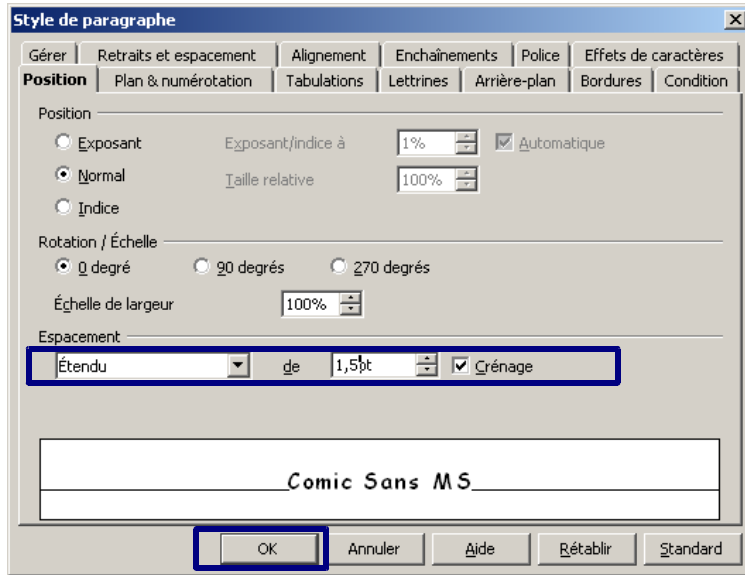 Style de paragraphe
Gérer Retraits et espacement Alignement Enchaînements Police Effets de caractères
Position Plan & numérotation Tabulations Lettrines Arrière-plan Bordures Condition
Position
Exposant Exposant/indice à 1% Automatique
Normal Taille relative 100%
Indice
Rotation / Échelle
0 degré 90 degrés 270 degrés
Échelle de largeur 100%
Espacement
Étendu de 1,5pt Crénage
Comic Sans MS
OK Annuler Aide Rétablir Standard